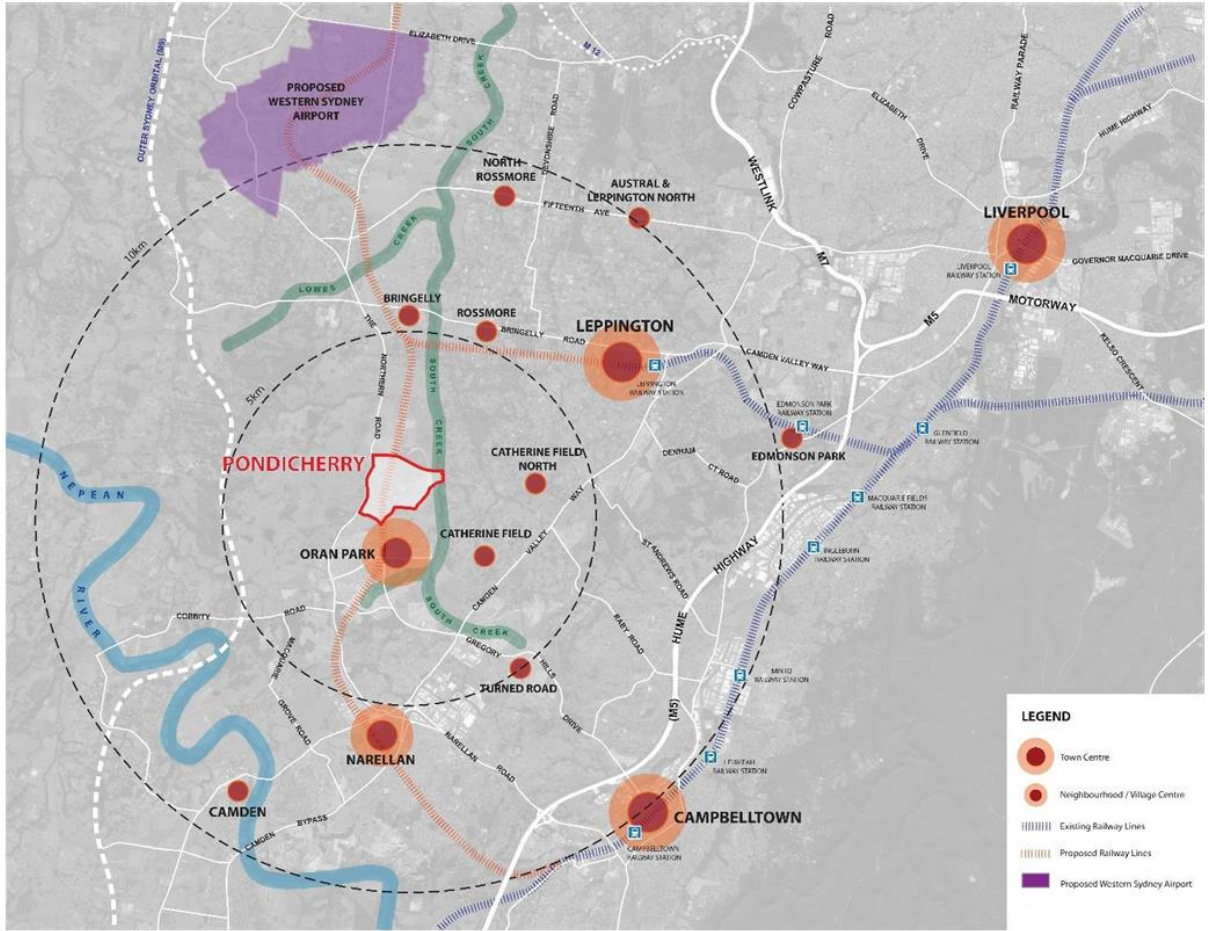 ELIZABETH DRIVE
M 12
OUTER SYDNEY ORBITAL (M9)
PROPOSED
WESTERN SYDNEY
AIRPORT
SOUTH
CREEK
DEVONSHIRE ROAD
COWPASTURE ROAD
RAILWAY PARADE
ELIZABETH DRIVE
HUME HIGHWAY
WESTLINK
M7
NORTH
ROSSMORE
AUSTRAL &
LEPPINGTON NORTH
FIFTEENTH AVE
LIVERPOOL
LIVERPOOL
RAILWAY STATION
GOVERNOR MACQUARIE DRIVE
10km
LOWES
CREEK
BRINGELLY
ROSSMORE
BRINGELLY ROAD
LEPPINGTON
LEPPINGTON
RAILWAY STATION
M5
MOTORWAY
KELSO CRESCENT
CAMDEN VALLEY WAY
THE NORTHERN ROAD
SOUTH CREEK
5km
EDMONSON PARK
RAILWAY STATION
EDMONSON PARK
GLENFIELD
RAILWAY STATION
PONDICHERRY
CATHERINE FIELD
NORTH
DENHAM CT ROAD
NEPEAN
RIVER
MACQUARIE FIELDS
RAILWAY STATION
ORAN PARK
CATHERINE FIELD
CAMDEN VALLEY WAY
ST ANDREWS ROAD
HUME HIGHWAY
(M5)
INGLEBURN
RAILWAY STATION
COBBITY ROAD
MACQUARIE GROVE ROAD
SOUTH CREEK
GREGORY HILLS DRIVE
RABY ROAD
TURNED ROAD
MINTO
RAILWAY STATION
NARELLAN
NARELLAN ROAD
RAILWAY STATION
CAMDEN
CAMDEN BYPASS
CAMPBELLTOWN
CAMPBELLTOWN
RAILWAY STATION
LEGEND
Town Centre
Neighbourhood / Village Centre
Existing Railway Lines
Proposed Railway Lines
Proposed Western Sydney Airport